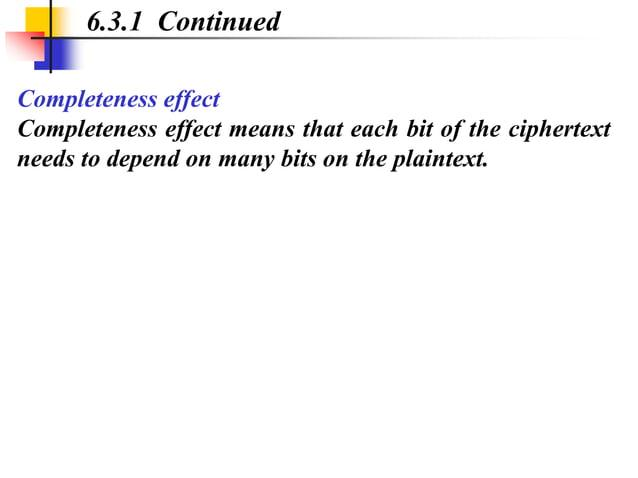 6.3.1 Continued
Completeness effect
Completeness effect means that each bit of the ciphertext
needs to depend on many bits on the plaintext.